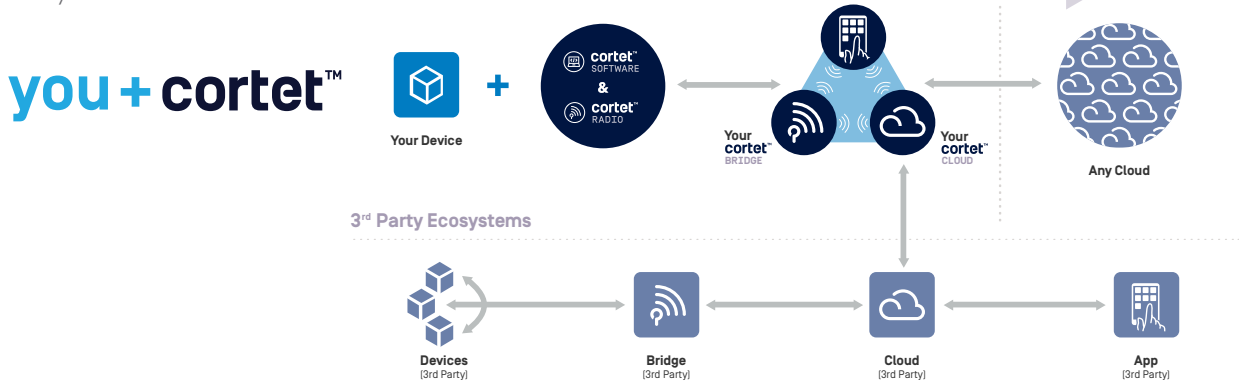 you + cortet™
cortet™
SOFTWARE
&
cortet™
RADIO
Your Device
Your
cortet™
BRIDGE
Your
cortet™
CLOUD
Any Cloud
3rd Party Ecosystems
Devices
(3rd Party)
Bridge
(3rd Party)
Cloud
(3rd Party)
App
(3rd Party)